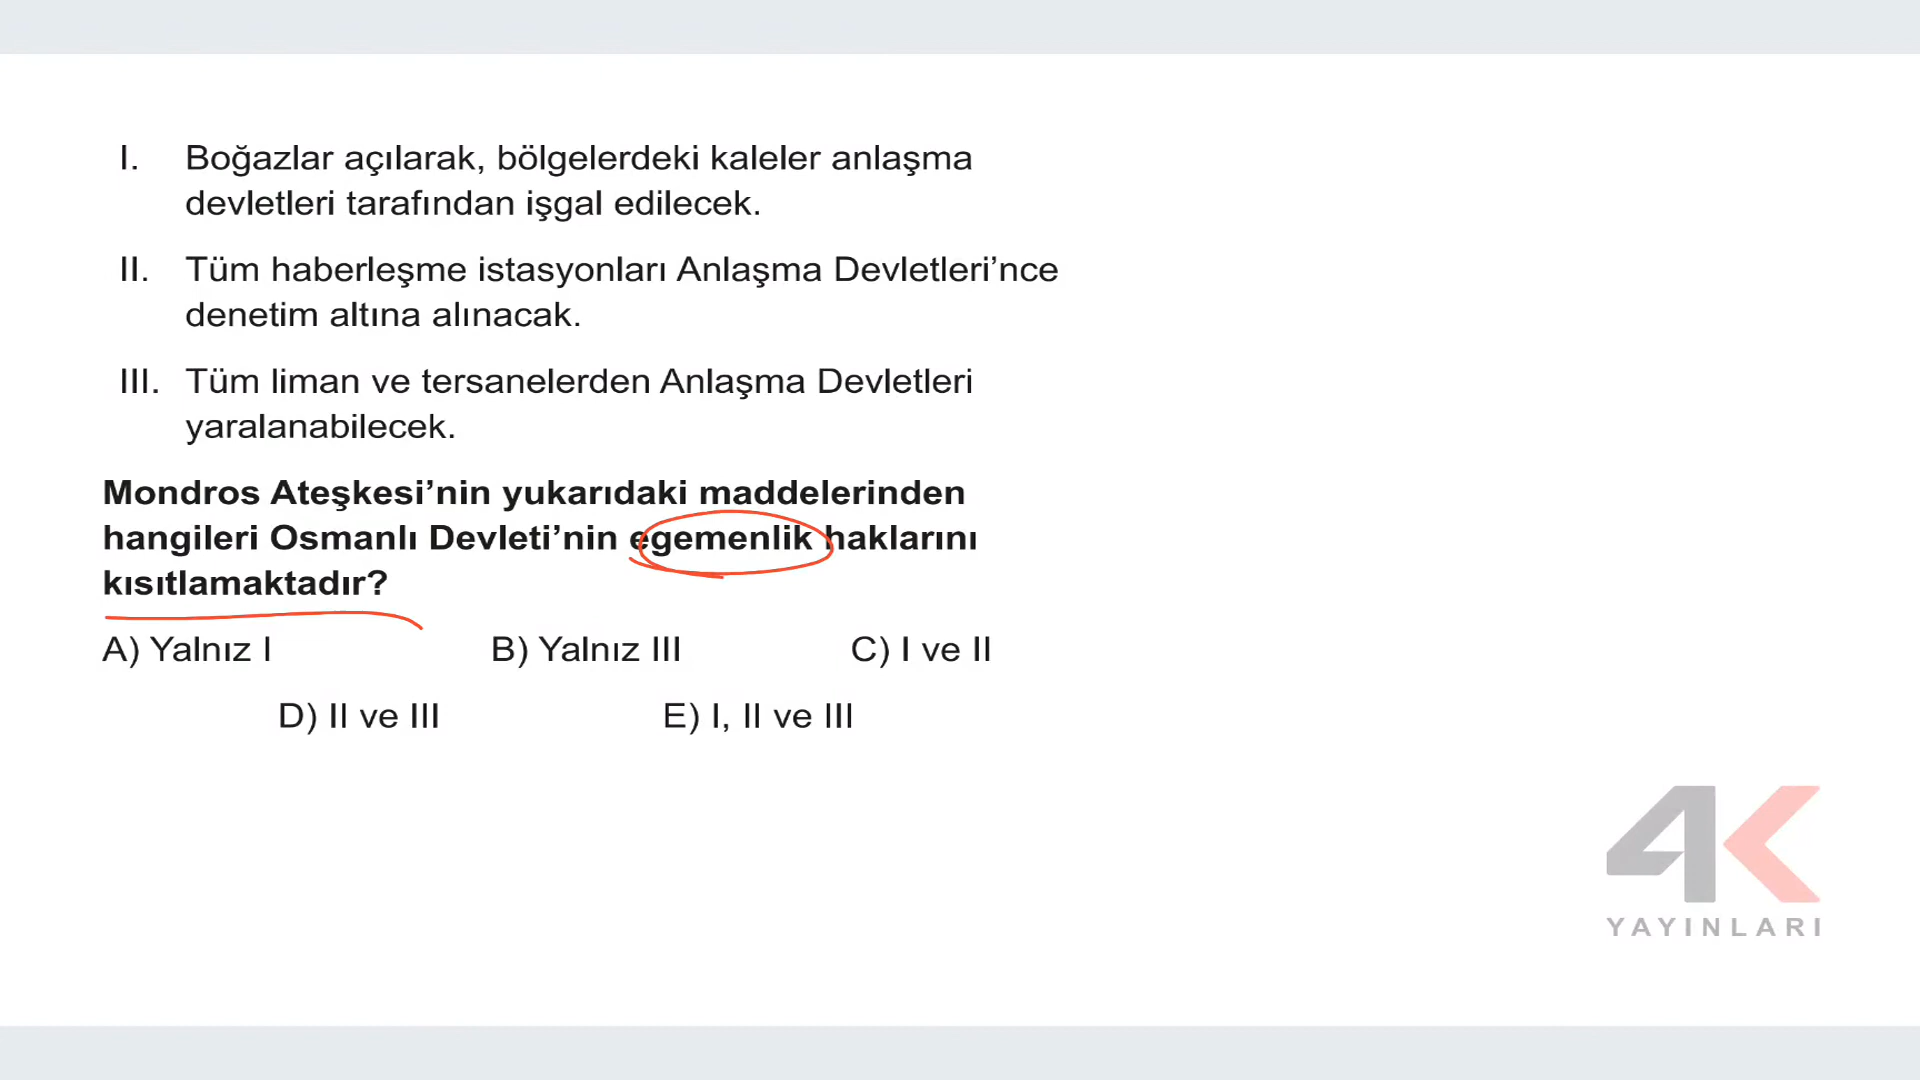 I. Boğazlar açılarak, bölgelerdeki kaleler anlaşma
devletleri tarafından işgal edilecek.
II. Tüm haberleşme istasyonları Anlaşma Devletleri’nce
denetim altına alınacak.
III. Tüm liman ve tersanelerden Anlaşma Devletleri
yaralanabilecek.
Mondros Ateşkesi’nin yukarıdaki maddelerinden
hangileri Osmanlı Devleti’nin egemenlik haklarını
kısıtlamaktadır?
A) Yalnız I B) Yalnız III C) I ve II
D) II ve III E) I, II ve III
4K
YAYINLARI